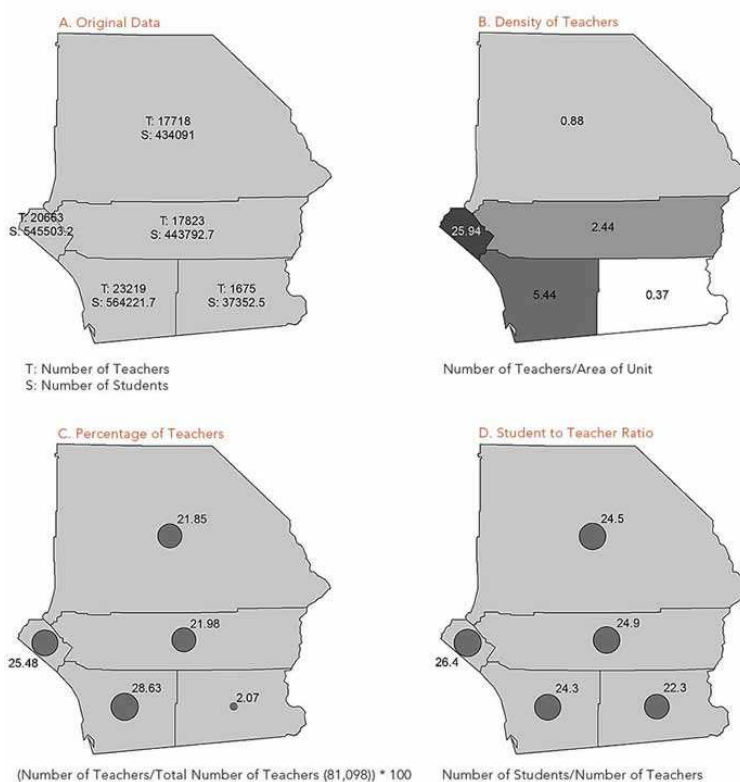 A. Original Data
T: 17718
S: 434091
T: 20663
S: 545503.2
T: 17823
S: 443792.7
T: 23219
S: 564221.7
T: 1675
S: 37352.5
T: Number of Teachers
S: Number of Students
B. Density of Teachers
0.88
25.94
2.44
5.44
0.37
Number of Teachers/Area of Unit
C. Percentage of Teachers
21.85
21.98
25.48
28.63
2.07
(Number of Teachers/Total Number of Teachers (81,098)) * 100
D. Student to Teacher Ratio
24.5
24.9
26.4
24.3
22.3
Number of Students/Number of Teachers